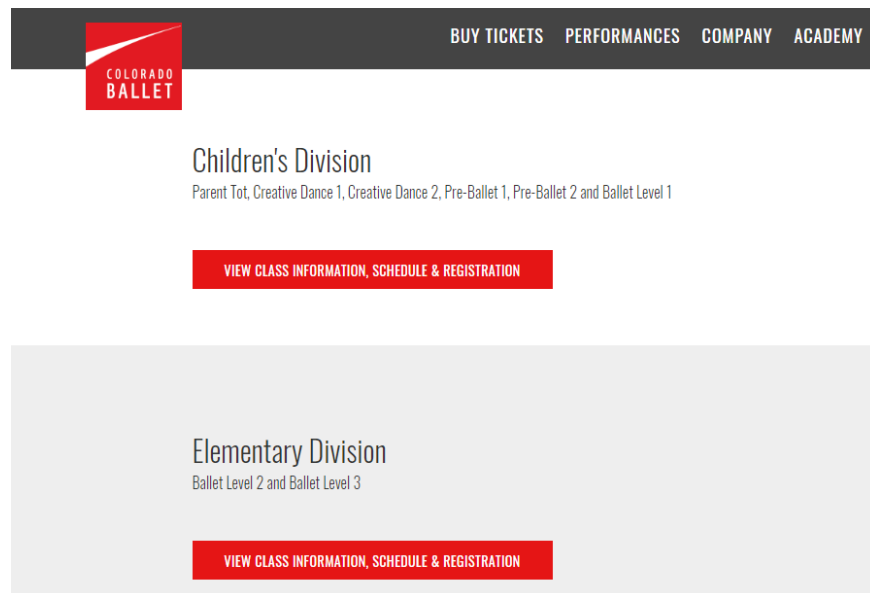 BUY TICKETS PERFORMANCES COMPANY ACADEMY
COLORADO
BALLET
Children's Division
Parent Tot, Creative Dance 1, Creative Dance 2, Pre-Ballet 1, Pre-Ballet 2 and Ballet Level 1
VIEW CLASS INFORMATION, SCHEDULE & REGISTRATION
Elementary Division
Ballet Level 2 and Ballet Level 3
VIEW CLASS INFORMATION, SCHEDULE & REGISTRATION